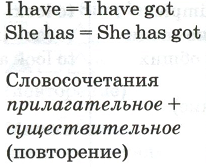 I have = I have got
She has = She has got
Словосочетания
прилагательное +
существительное
(повторение)